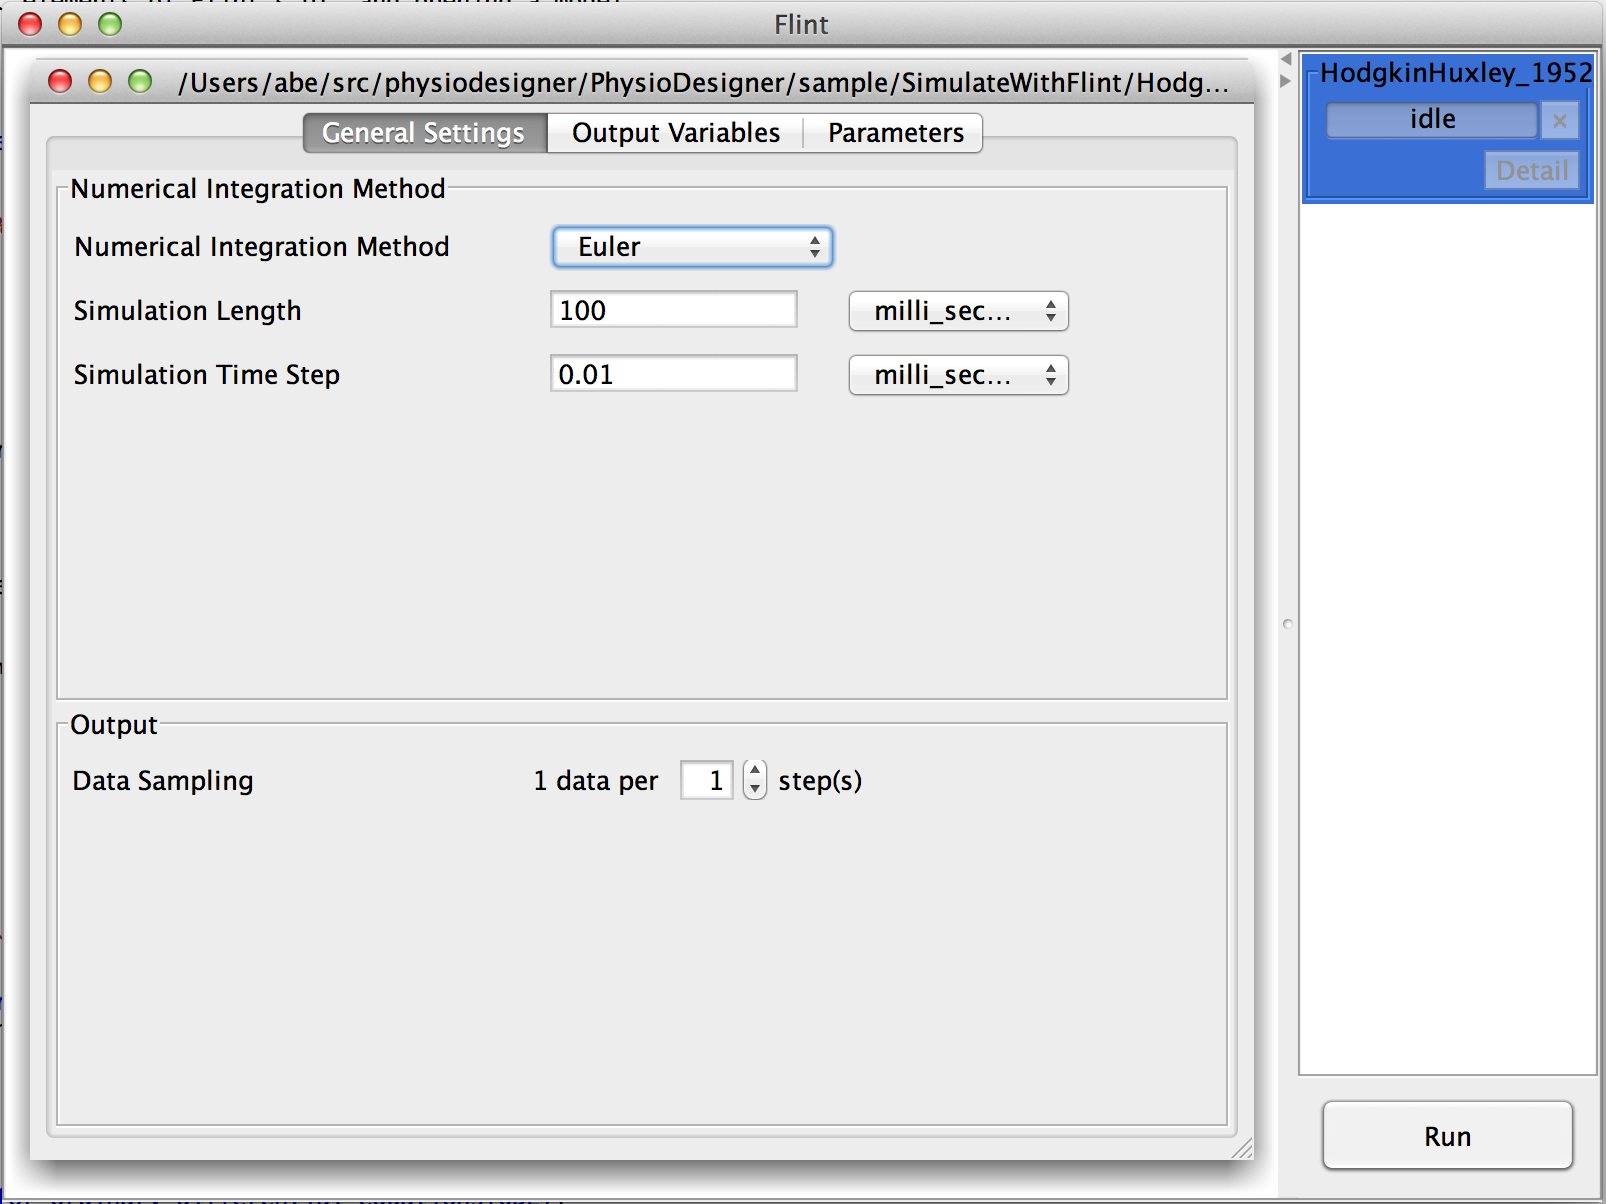 Flint
/Users/abe/src/physiodesigner/PhysioDesigner/sample/SimulateWithFlint/Hodg...
General Settings Output Variables Parameters
Numerical Integration Method
Numerical Integration Method Euler
Simulation Length 100 milli_sec...
Simulation Time Step 0.01 milli_sec...
Output
Data Sampling 1 data per 1 step(s)
HodgkinHuxley_1952
idle ×
Detail
Run